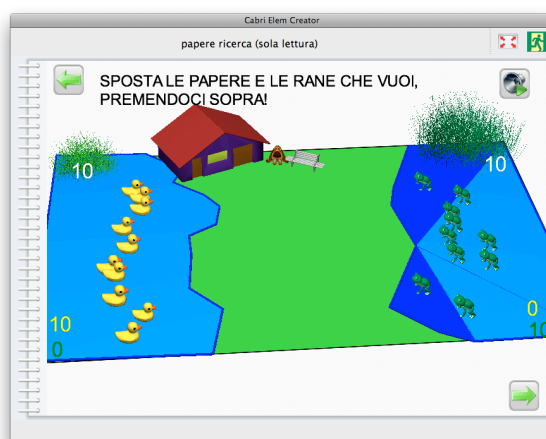 Cabri Elem Creator
papere ricerca (sola lettura)
SPOSTA LE PAPERE E LE RANE CHE VUOI,
PREMENDOCI SOPRA!
10
10
10
0
0
10